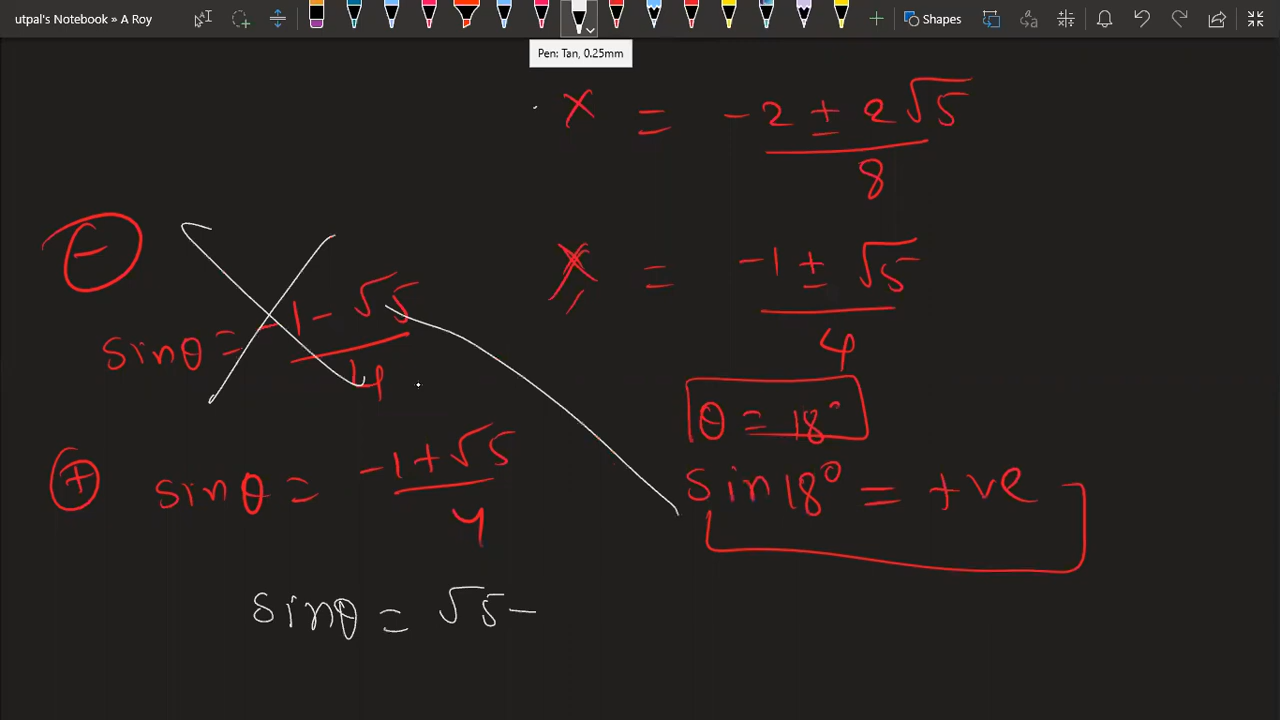 utpal's Notebook » A Roy
Shapes
Pen: Tan, 0.25mm
x = -2 ± 2√5 / 8
x = -1 ± √5 / 4
⊖
sinθ = -1 - √5 / 4
θ = 18°
⊕ sinθ = -1 + √5 / 4
sin 18° = +ve
sinθ = √5 -